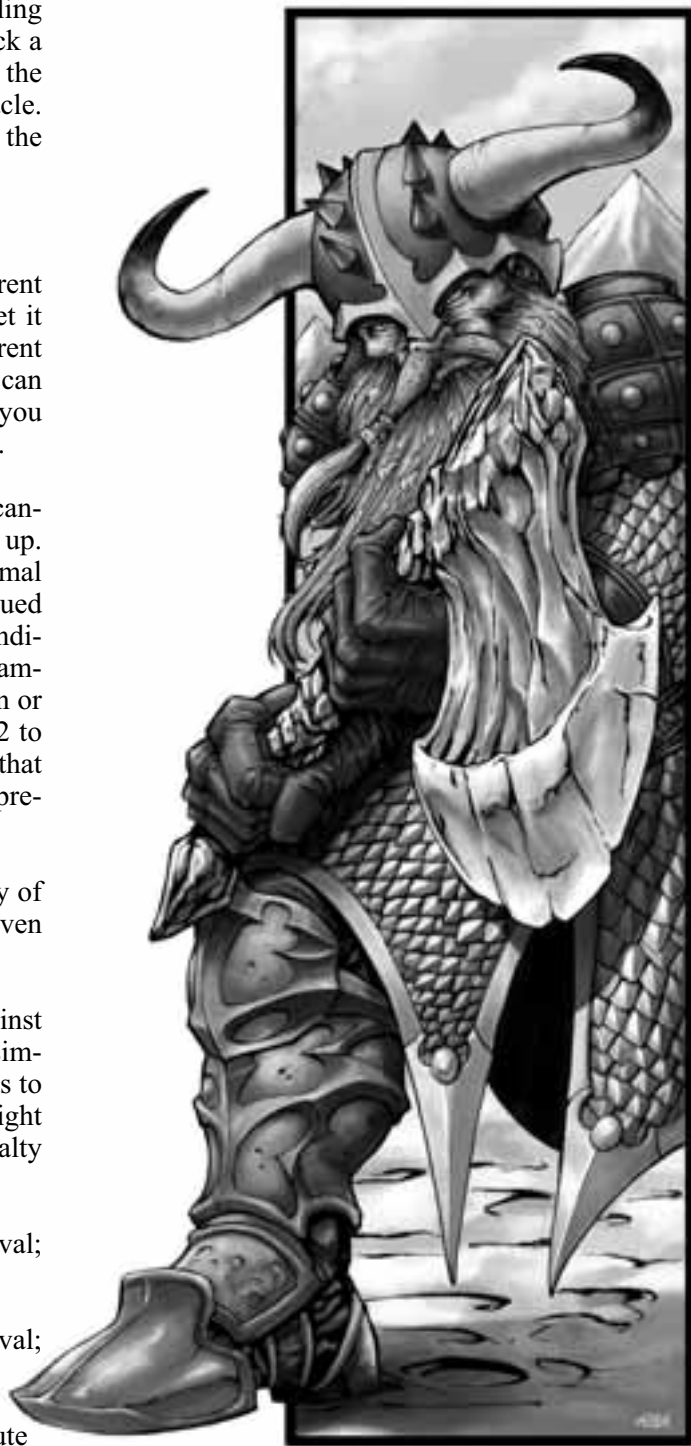 ling
ck a
the
cle.
the
rent
et it
rent
can
you
.
can-
up.
mal
ued
ndi-
am-
n or
2 to
that
pre-
y of
ven
inst
im-
s to
ight
alty
val;
val;
ute